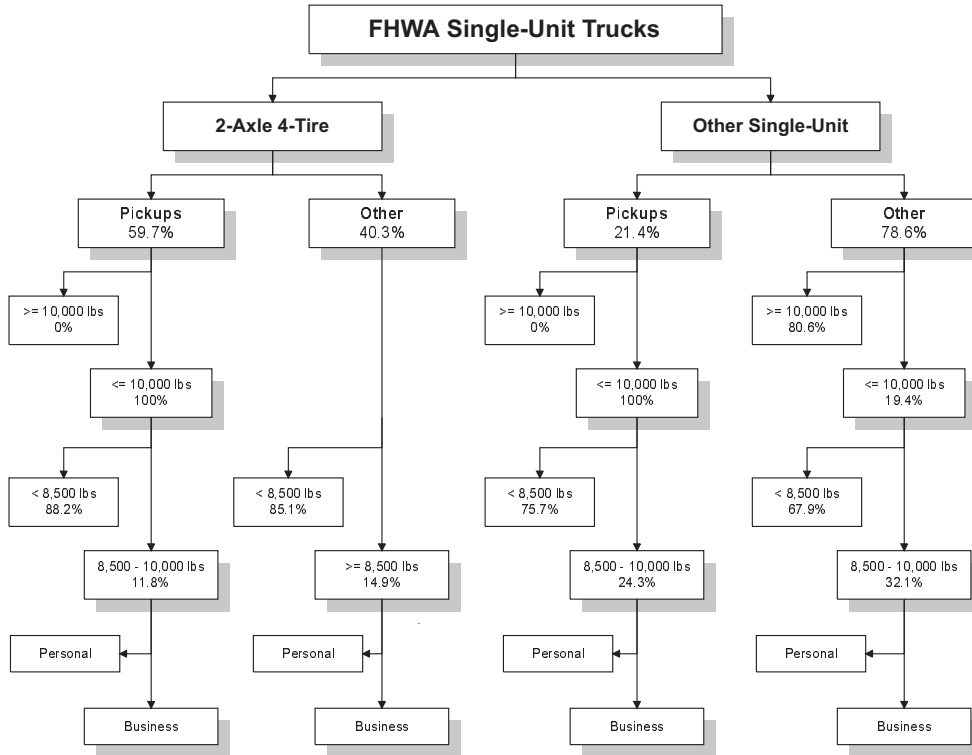 FHWA Single-Unit Trucks
2-Axle 4-Tire
Other Single-Unit
Pickups
59.7%
Other
40.3%
Pickups
21.4%
Other
78.6%
>= 10,000 lbs
0%
>= 10,000 lbs
0%
>= 10,000 lbs
80.6%
<= 10,000 lbs
100%
<= 10,000 lbs
100%
<= 10,000 lbs
19.4%
< 8,500 lbs
88.2%
< 8,500 lbs
85.1%
< 8,500 lbs
75.7%
< 8,500 lbs
67.9%
8,500 - 10,000 lbs
11.8%
>= 8,500 lbs
14.9%
8,500 - 10,000 lbs
24.3%
8,500 - 10,000 lbs
32.1%
Personal
Personal
Personal
Personal
Business
Business
Business
Business